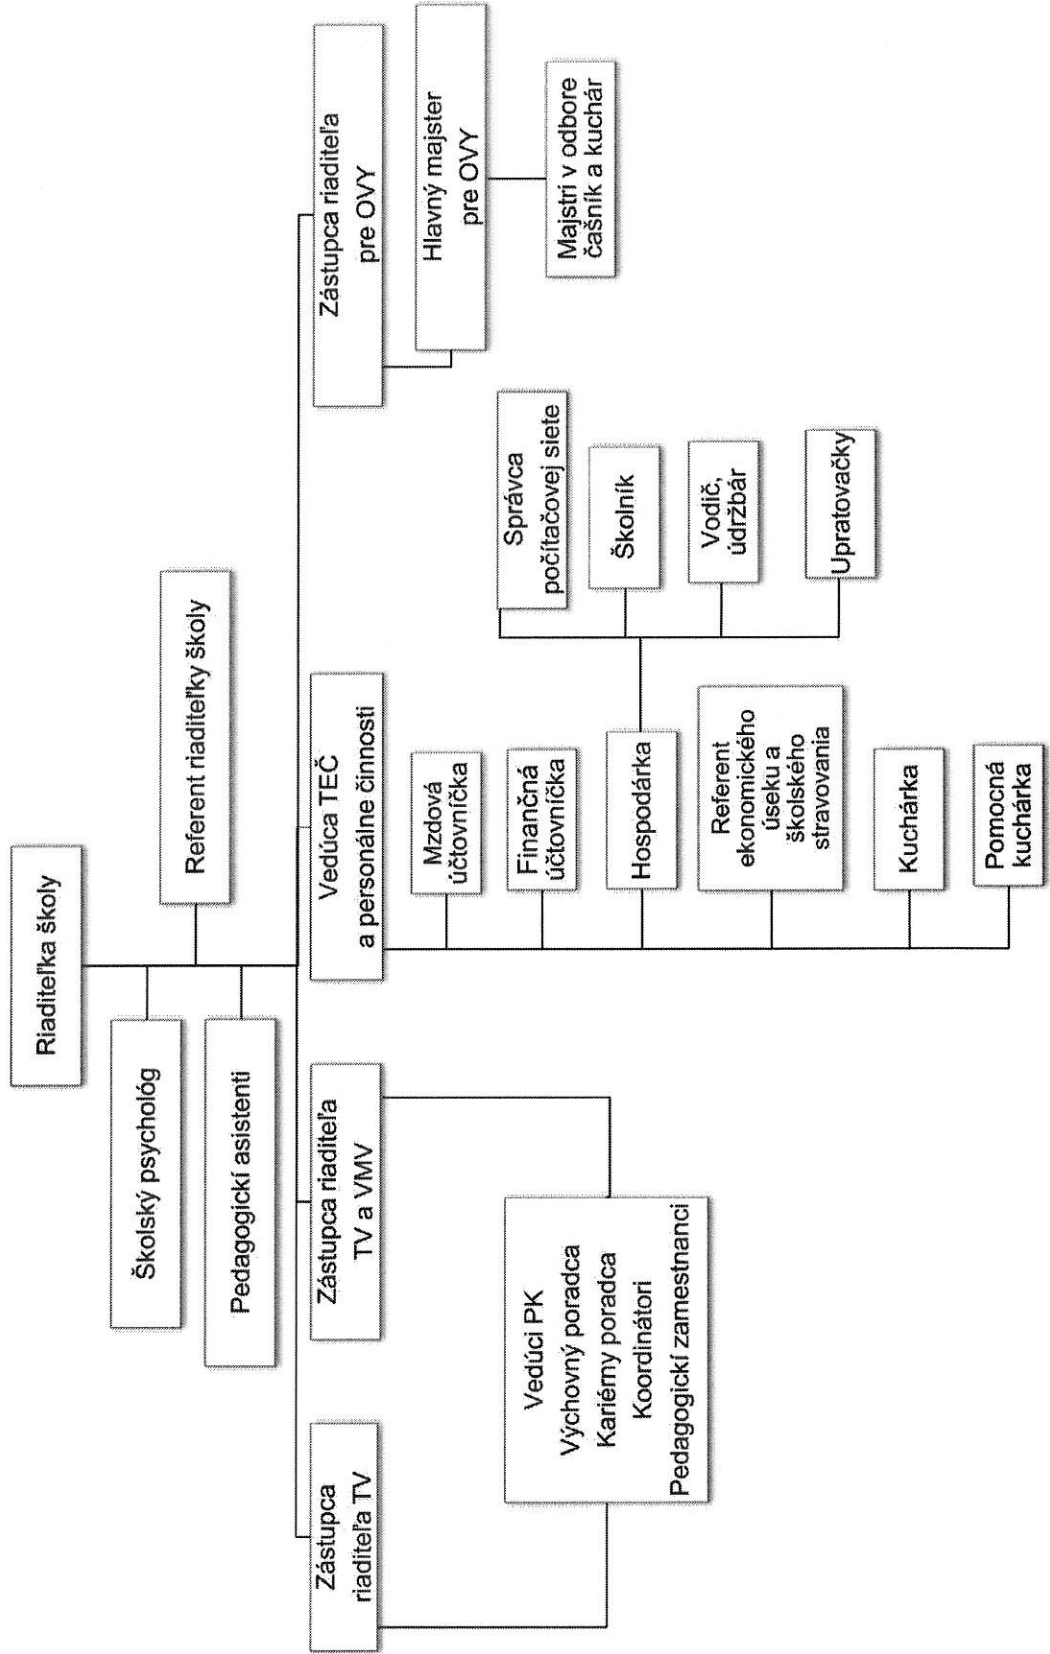 Riaditeľka školy
Školský psychológ
Referent riaditeľky školy
Pedagogickí asistenti
Zástupca
riaditeľa TV
Zástupca riaditeľa
TV a VMV
Vedúca TEČ
a personálne činnosti
Zástupca riaditeľa
pre OVY
Vedúci PK
Výchovný poradca
Kariérny poradca
Koordinátori
Pedagogickí zamestnanci
Mzdová
účtovníčka
Finančná
účtovníčka
Hospodárka
Referent
ekonomického
úseku a
školského
stravovania
Kuchárka
Pomocná
kuchárka
Správca
počítačovej siete
Školník
Vodič,
údržbár
Upratovačky
Hlavný majster
pre OVY
Majstri v odbore
čašník a kuchár